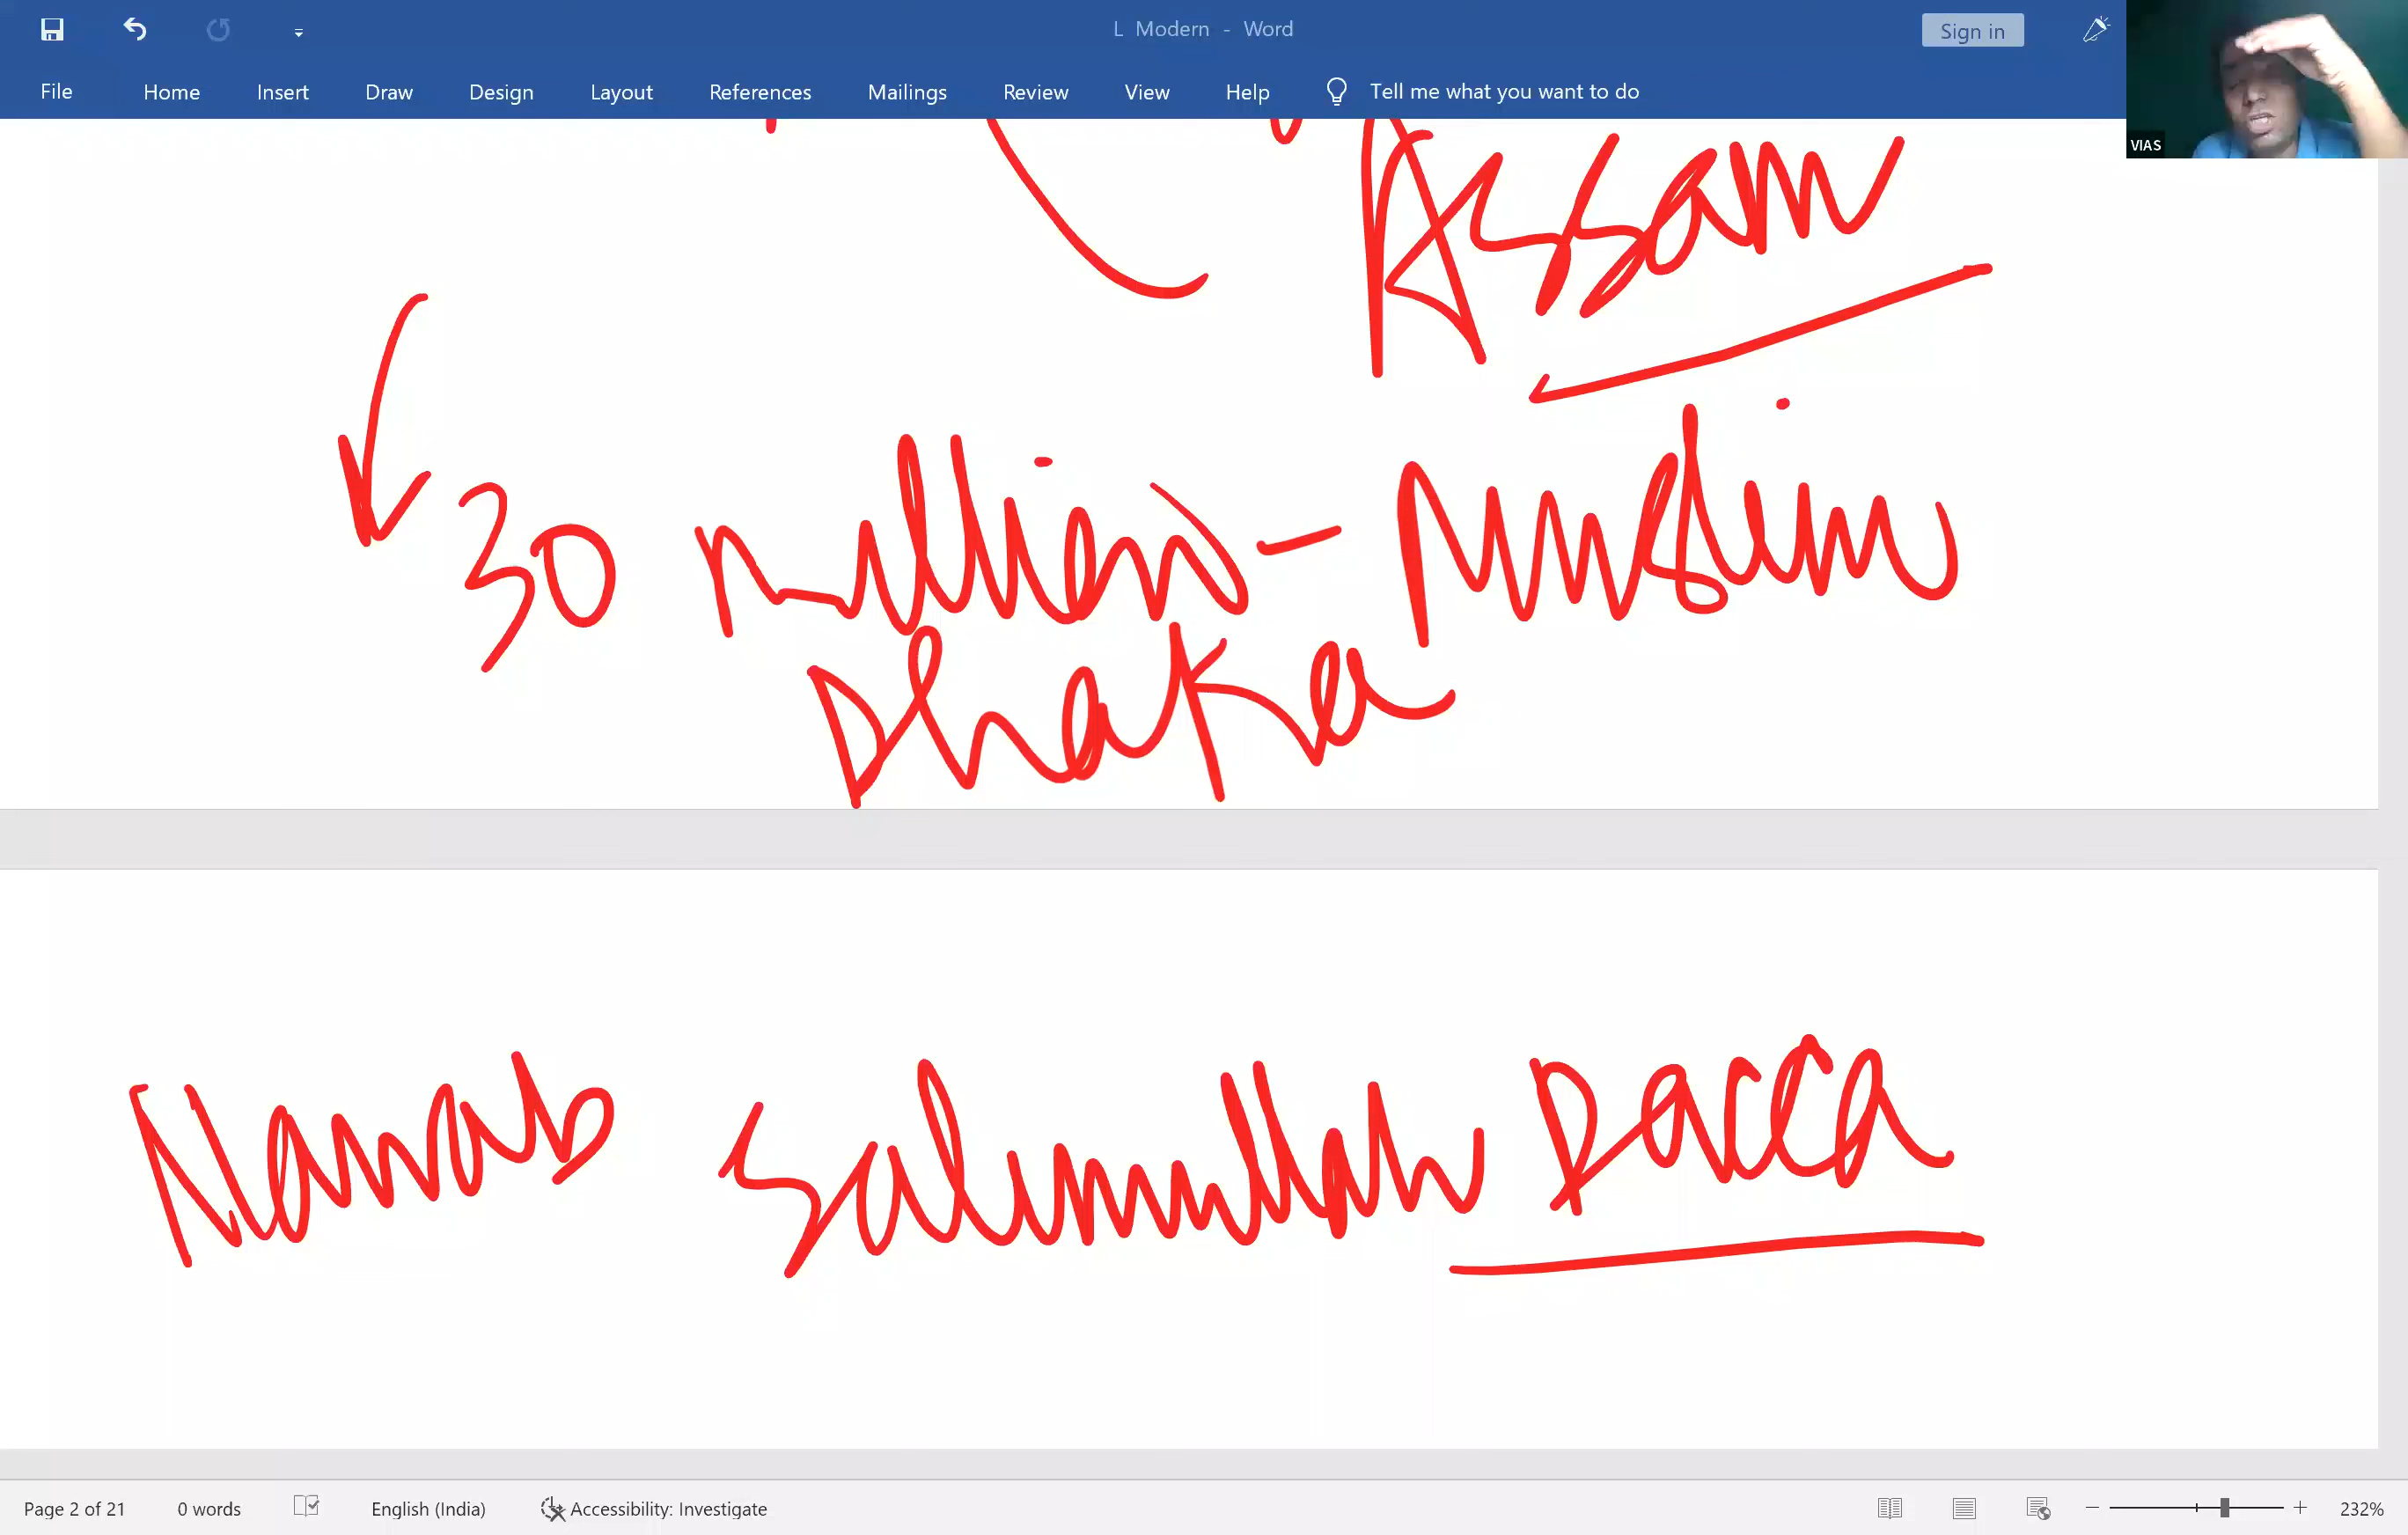 L Modern - Word
Sign in
File Home Insert Draw Design Layout References Mailings Review View Help Tell me what you want to do
VIAS
Assam
30 million - Muslim
Dhaka
Nawab Salimullah Dacca
Page 2 of 21 0 words English (India) Accessibility: Investigate 232%